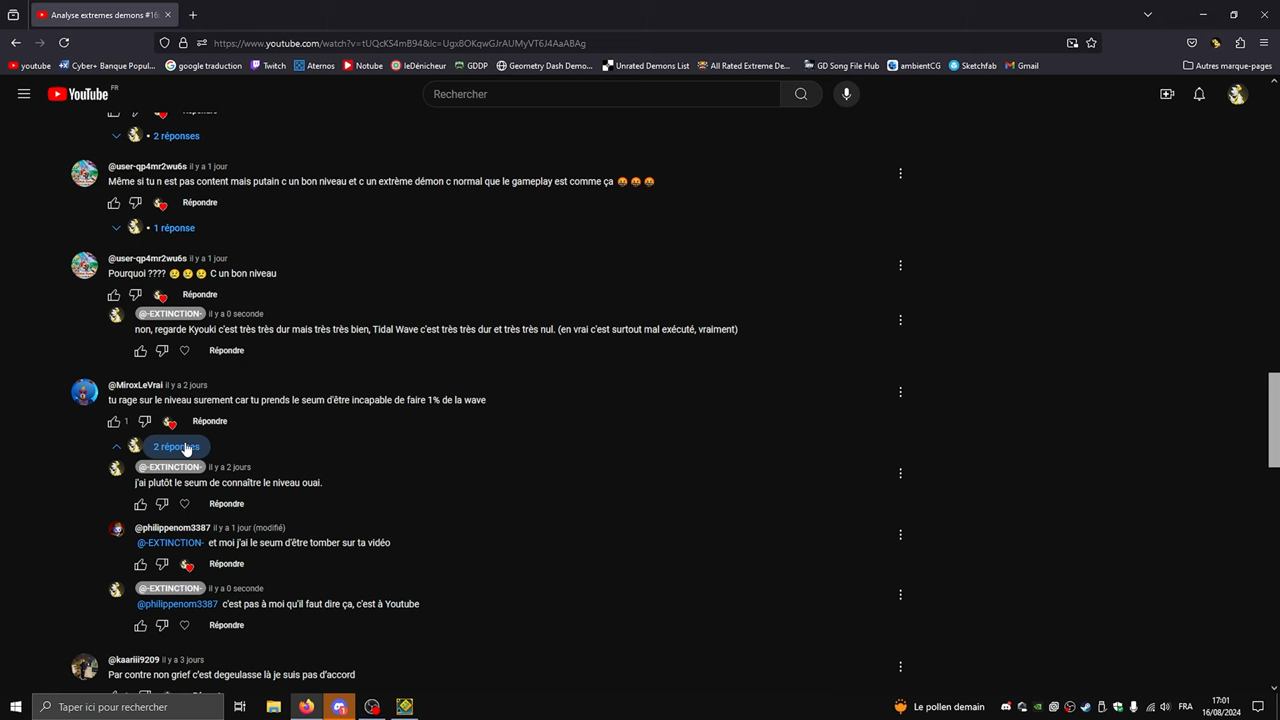 Analyse extremes demons #16
https://www.youtube.com/watch?v=tUQcKS4mB94&lc=Ugx8OKqwGJrAUMyVT6J4AaABAg
youtube
Cyber+ Banque Popul...
google traduction
Twitch
Aternos
Notube
leDénicheur
GDDP
Geometry Dash Demo...
Unrated Demons List
All Rated Extreme De...
GD Song File Hub
ambientCG
Sketchfab
Gmail
Autres marque-pages
YouTube FR
Rechercher
• 2 réponses
@user-qp4mr2wu6s il y a 1 jour
Même si tu n est pas content mais putain c un bon niveau et c un extrème démon c normal que le gameplay est comme ça 🤬 🤬 🤬
Répondre
• 1 réponse
@user-qp4mr2wu6s il y a 1 jour
Pourquoi ???? 😢 😢 😢 C un bon niveau
Répondre
@-EXTINCTION- il y a 0 seconde
non, regarde Kyouki c'est très très dur mais très très bien, Tidal Wave c'est très très dur et très très nul. (en vrai c'est surtout mal exécuté, vraiment)
Répondre
@MiroxLeVrai il y a 2 jours
tu rage sur le niveau surement car tu prends le seum d'être incapable de faire 1% de la wave
1 Répondre
2 réponses
@-EXTINCTION- il y a 2 jours
j'ai plutôt le seum de connaître le niveau ouai.
Répondre
@philippenom3387 il y a 1 jour (modifié)
@-EXTINCTION- et moi j'ai le seum d'être tomber sur ta vidéo
Répondre
@-EXTINCTION- il y a 0 seconde
@philippenom3387 c'est pas à moi qu'il faut dire ça, c'est à Youtube
Répondre
@kaariii9209 il y a 3 jours
Par contre non grief c'est degeulasse là je suis pas d'accord
Taper ici pour rechercher
Le pollen demain
FRA
17:01
16/08/2024